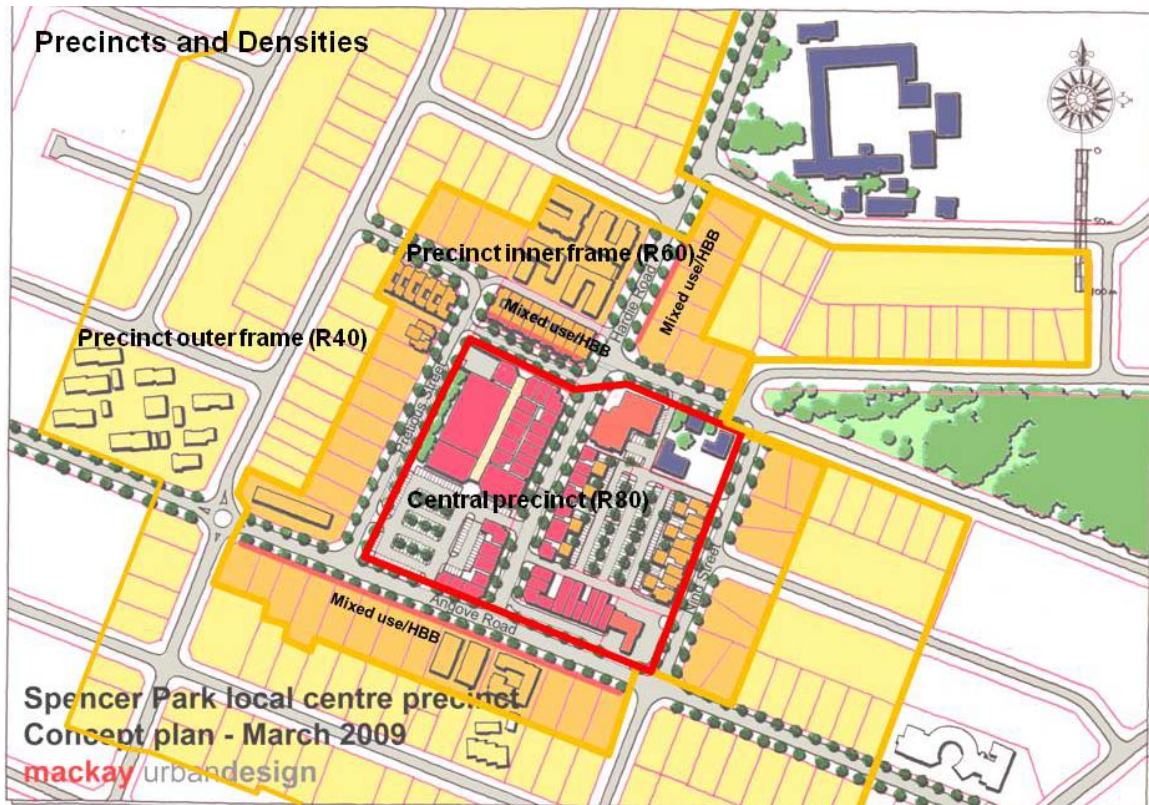 Precincts and Densities
Precinct inner frame (R60)
Mixed use/HBB
Hardie Road
Mixed use/HBB
Precinct outer frame (R40)
Central precinct (R80)
Angove Road
Mixed use/HBB
Spencer Park local centre precinct
Concept plan - March 2009
mackay urbandesign